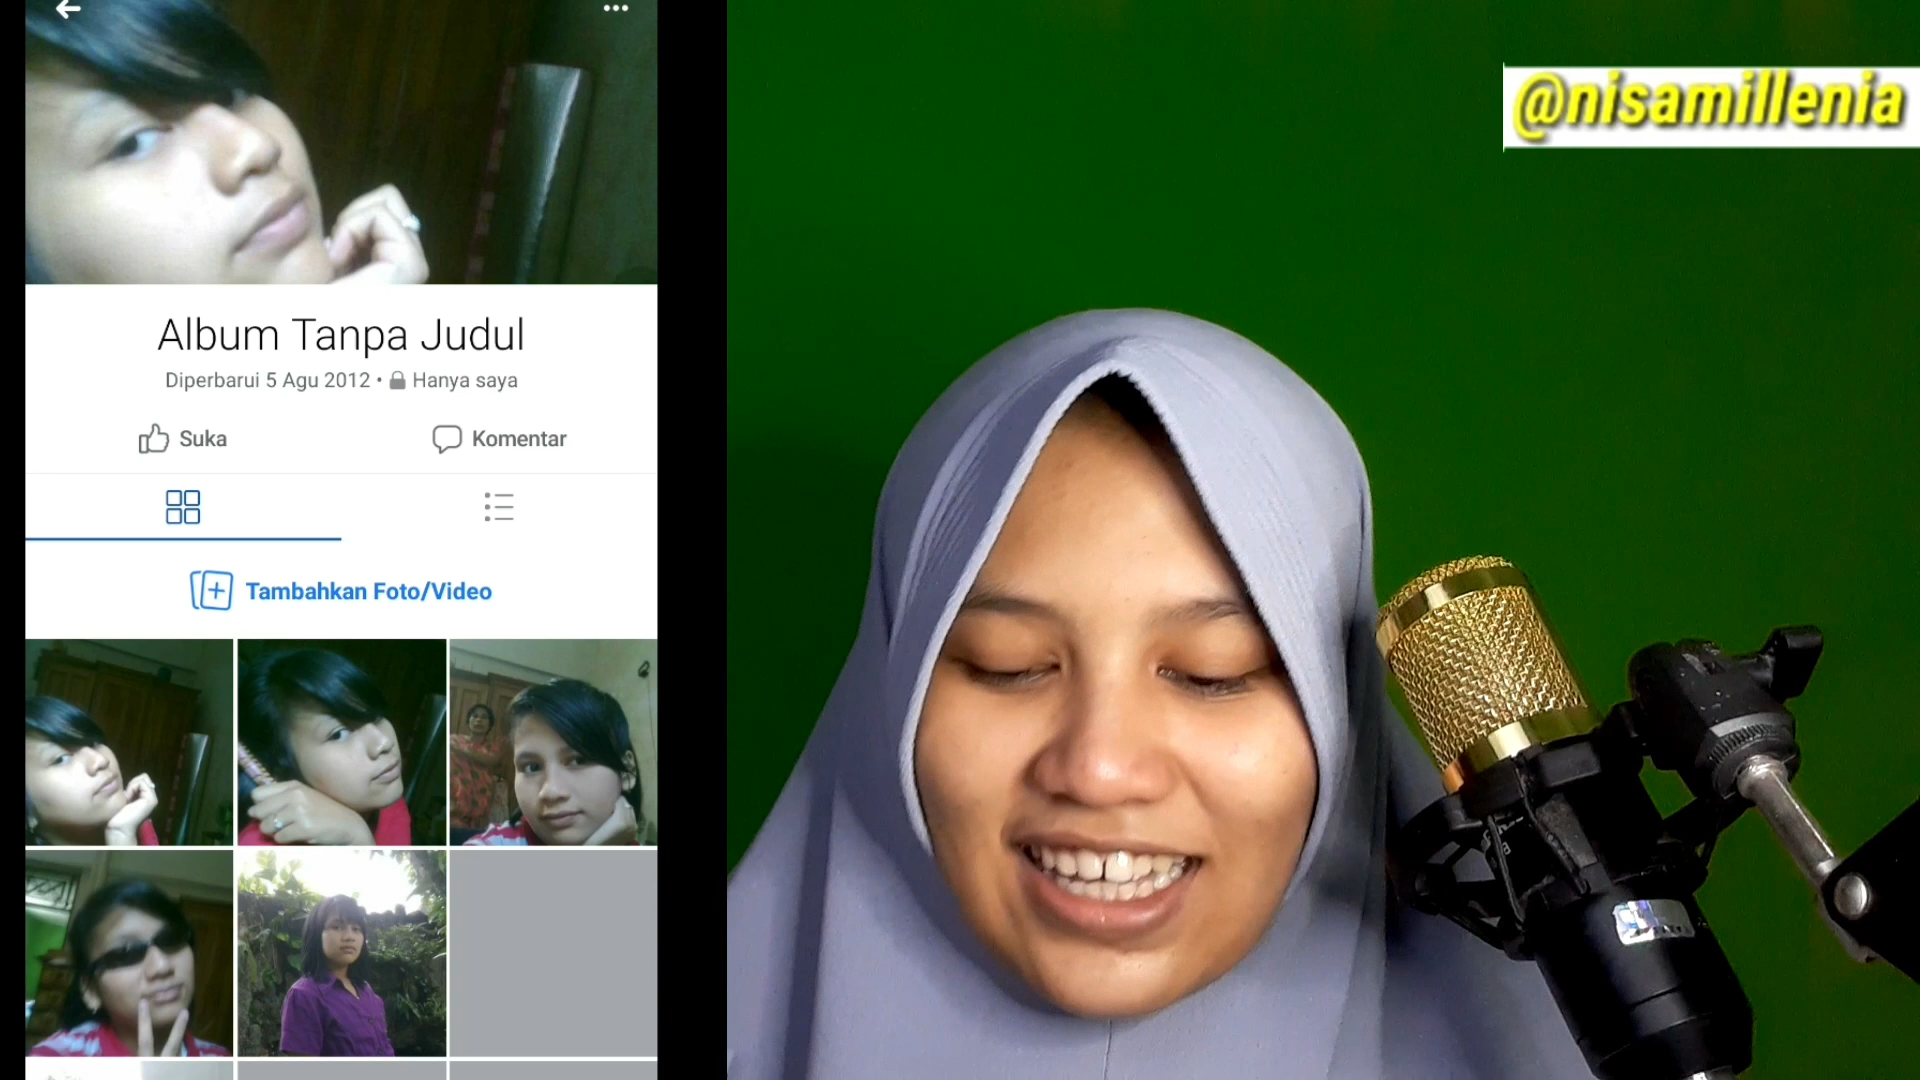 Album Tanpa Judul
Diperbarui 5 Agu 2012 • Hanya saya
Suka
Komentar
Tambahkan Foto/Video
@nisamillenia